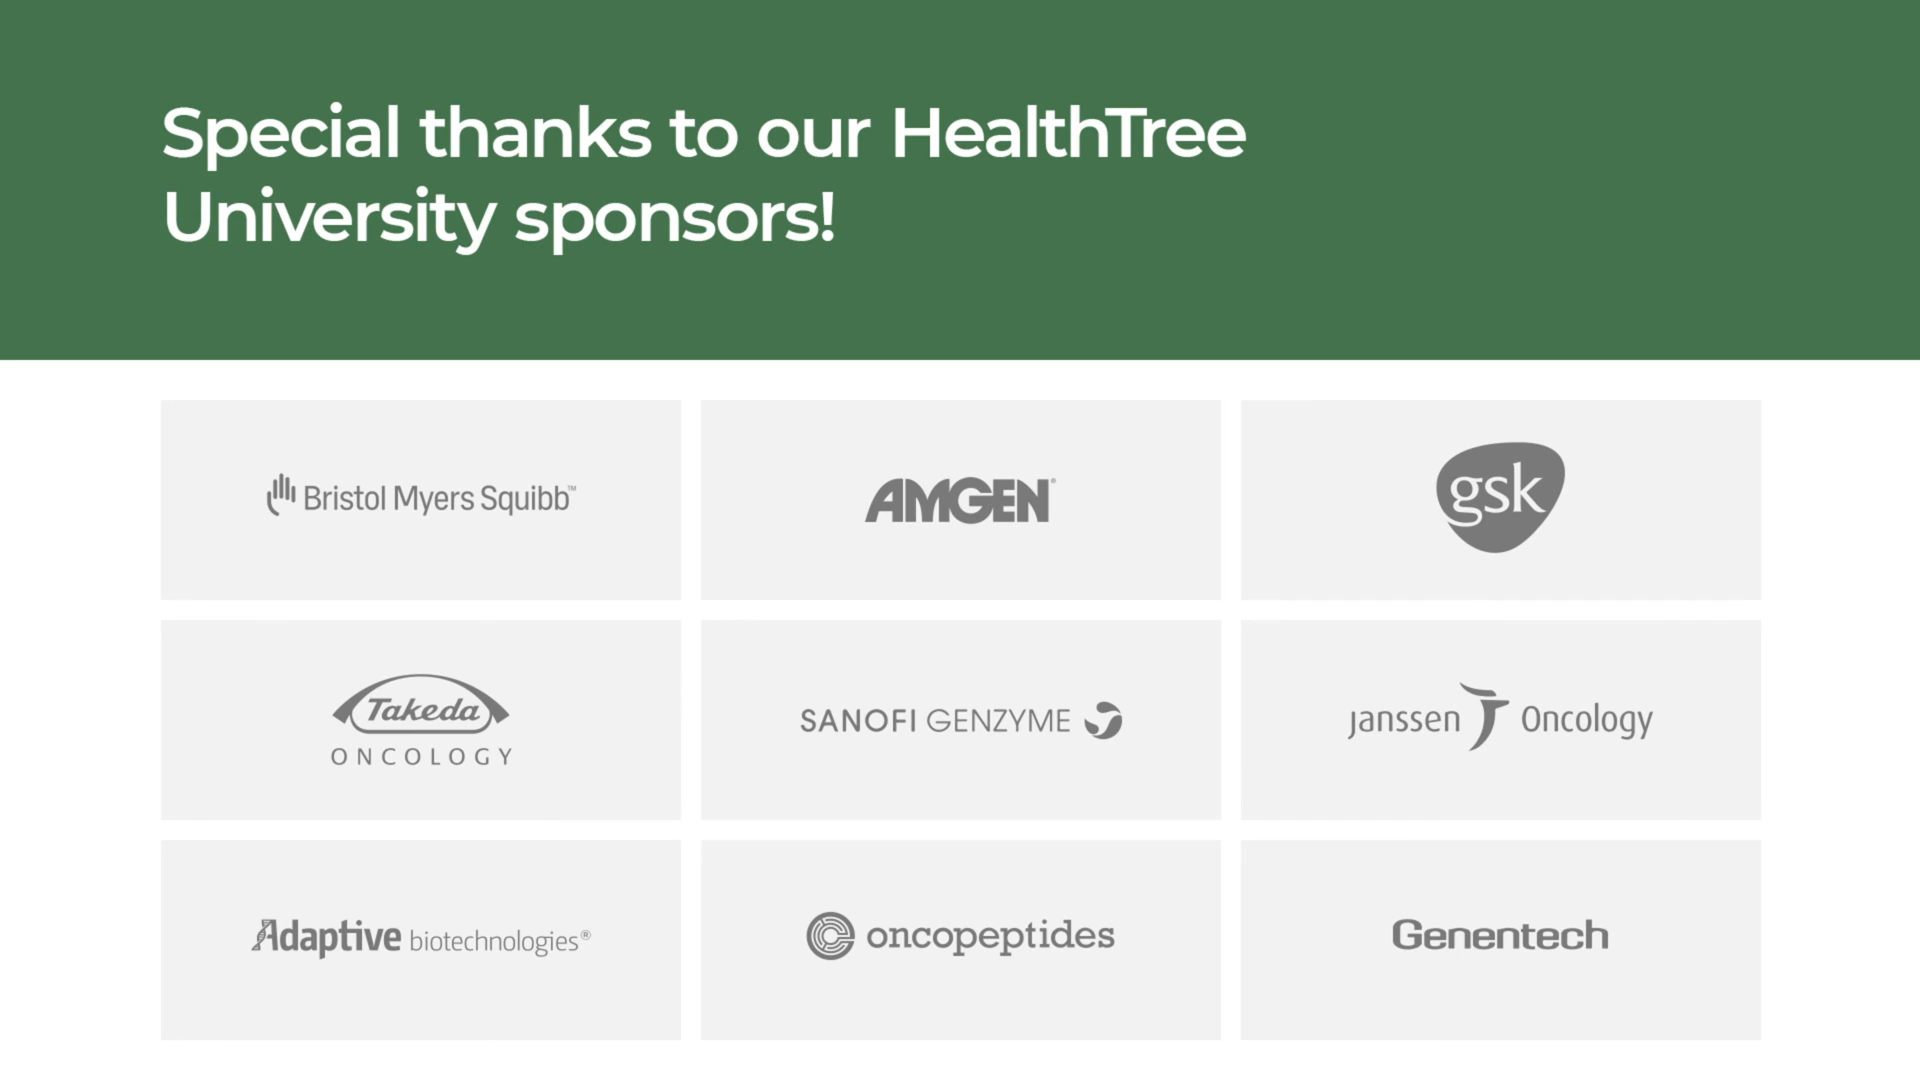 Special thanks to our HealthTree
University sponsors!
Bristol Myers Squibb™
AMGEN®
gsk
Takeda
ONCOLOGY
SANOFI GENZYME
janssen Oncology
Adaptive biotechnologies®
oncopeptides
Genentech